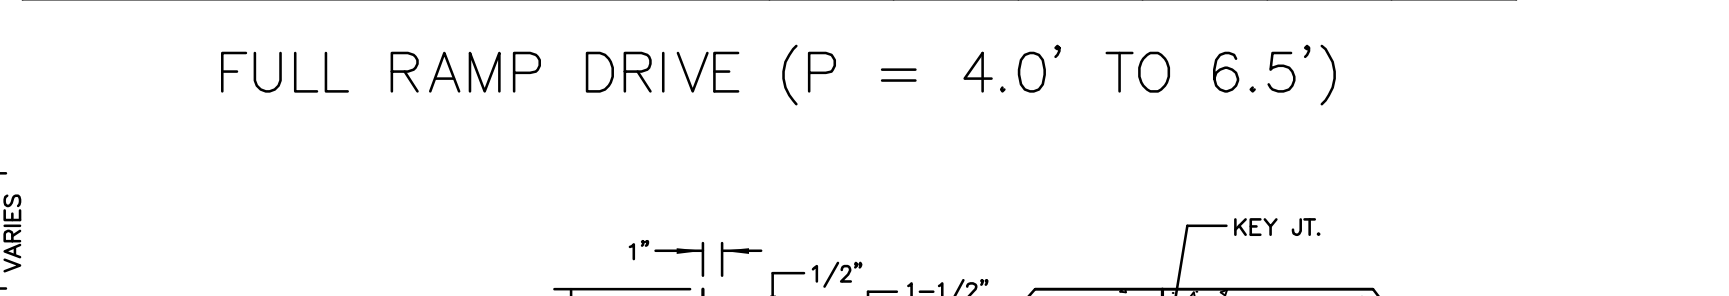 FULL RAMP DRIVE (P = 4.0' TO 6.5')
VARIES
KEY JT.
1"
1/2"
1-1/2"